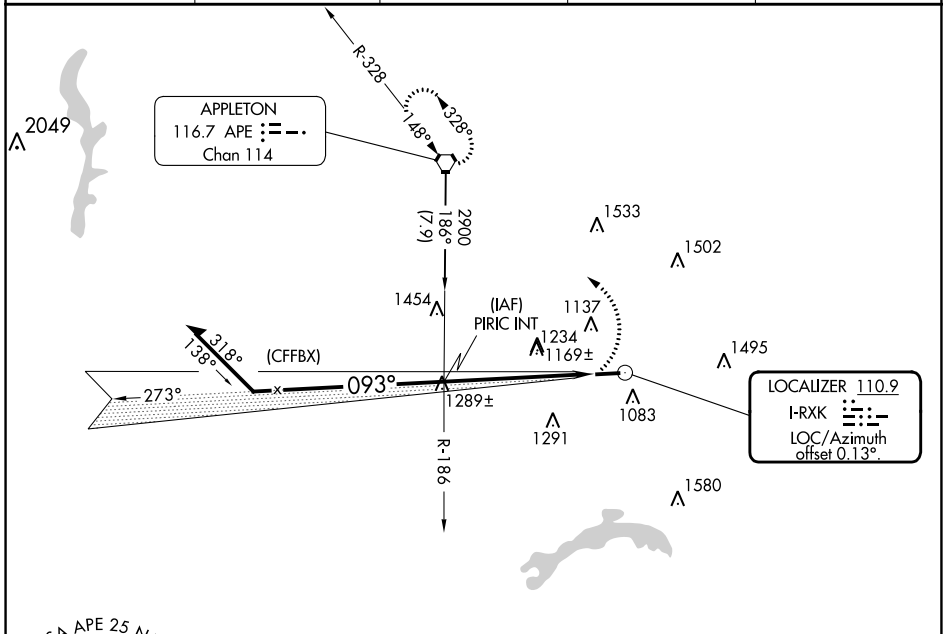 R-328
2049
APPLETON
116.7 APE
Chan 114
148°
328°
2900
186°
(7.9)
1533
1502
1454
(IAF)
PIRIC INT
1137
1234
1169±
1495
318°
138°
(CFFBX)
093°
273°
1289±
LOCALIZER 110.9
I-RXK
LOC/Azimuth
offset 0.13°.
1083
1291
R-186
1580
APE 25